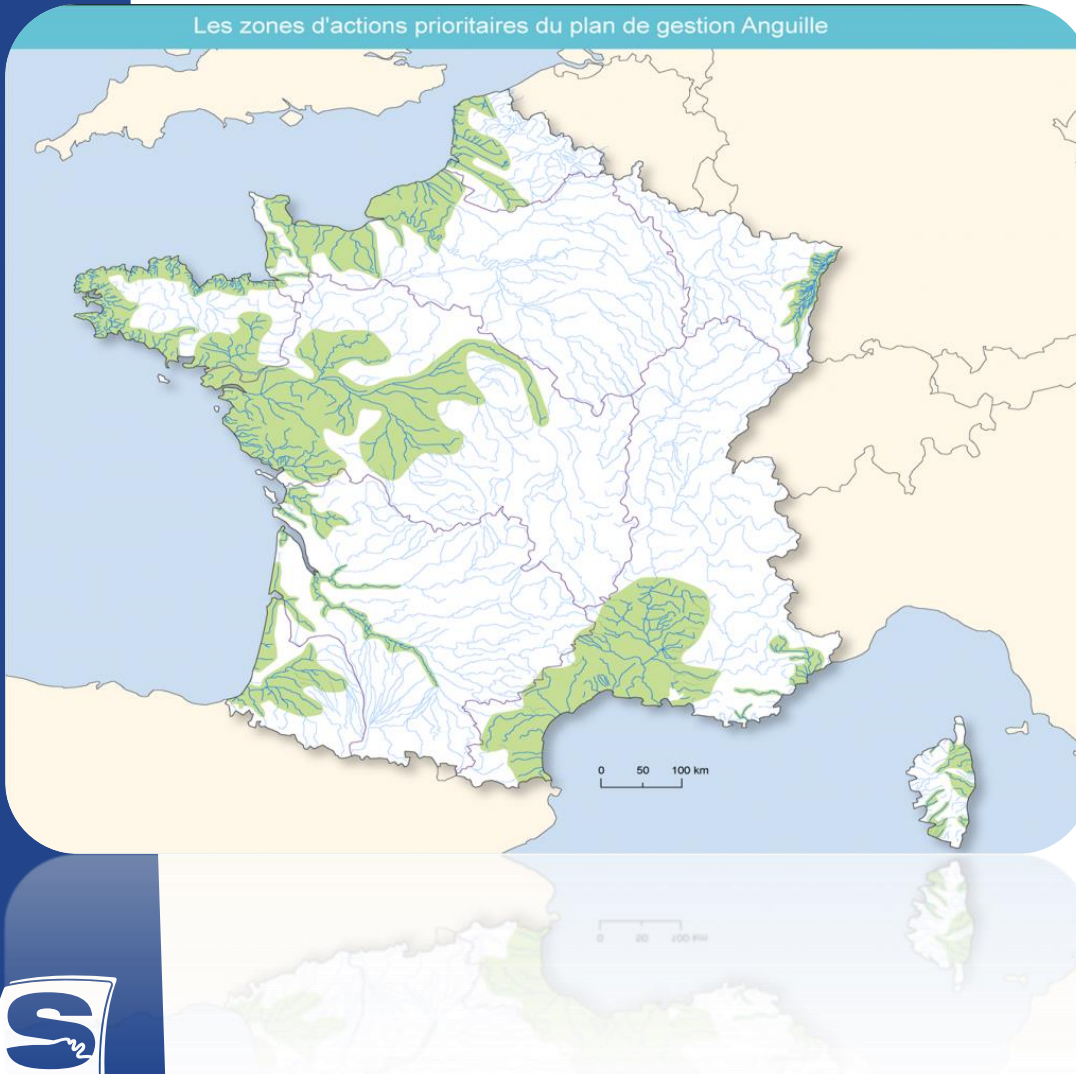 Les zones d'actions prioritaires du plan de gestion Anguille
0 50 100 km
S